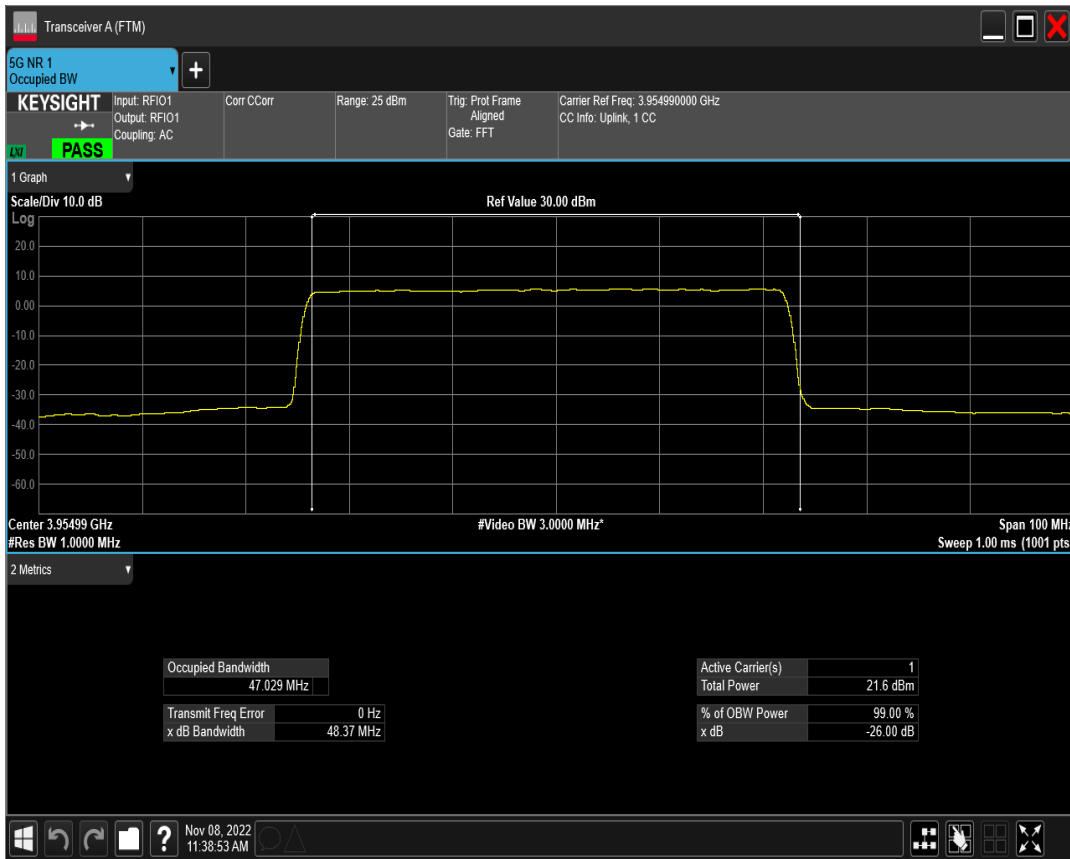 Transceiver A (FTM)
5G NR 1
Occupied BW
+
KEYSIGHT
LXI
PASS
Input: RFIO1
Output: RFIO1
Coupling: AC
Corr CCorr
Range: 25 dBm
Trig: Prot Frame
Aligned
Gate: FFT
Carrier Ref Freq: 3.954990000 GHz
CC Info: Uplink, 1 CC
1 Graph
Scale/Div 10.0 dB
Ref Value 30.00 dBm
Log
20.0
10.0
0.00
-10.0
-20.0
-30.0
-40.0
-50.0
-60.0
Center 3.95499 GHz
#Video BW 3.0000 MHz*
Span 100 MHz
#Res BW 1.0000 MHz
Sweep 1.00 ms (1001 pts
2 Metrics
Occupied Bandwidth
47.029 MHz
Transmit Freq Error 0 Hz
x dB Bandwidth 48.37 MHz
Active Carrier(s) 1
Total Power 21.6 dBm
% of OBW Power 99.00 %
x dB -26.00 dB
?
Nov 08, 2022
11:38:53 AM